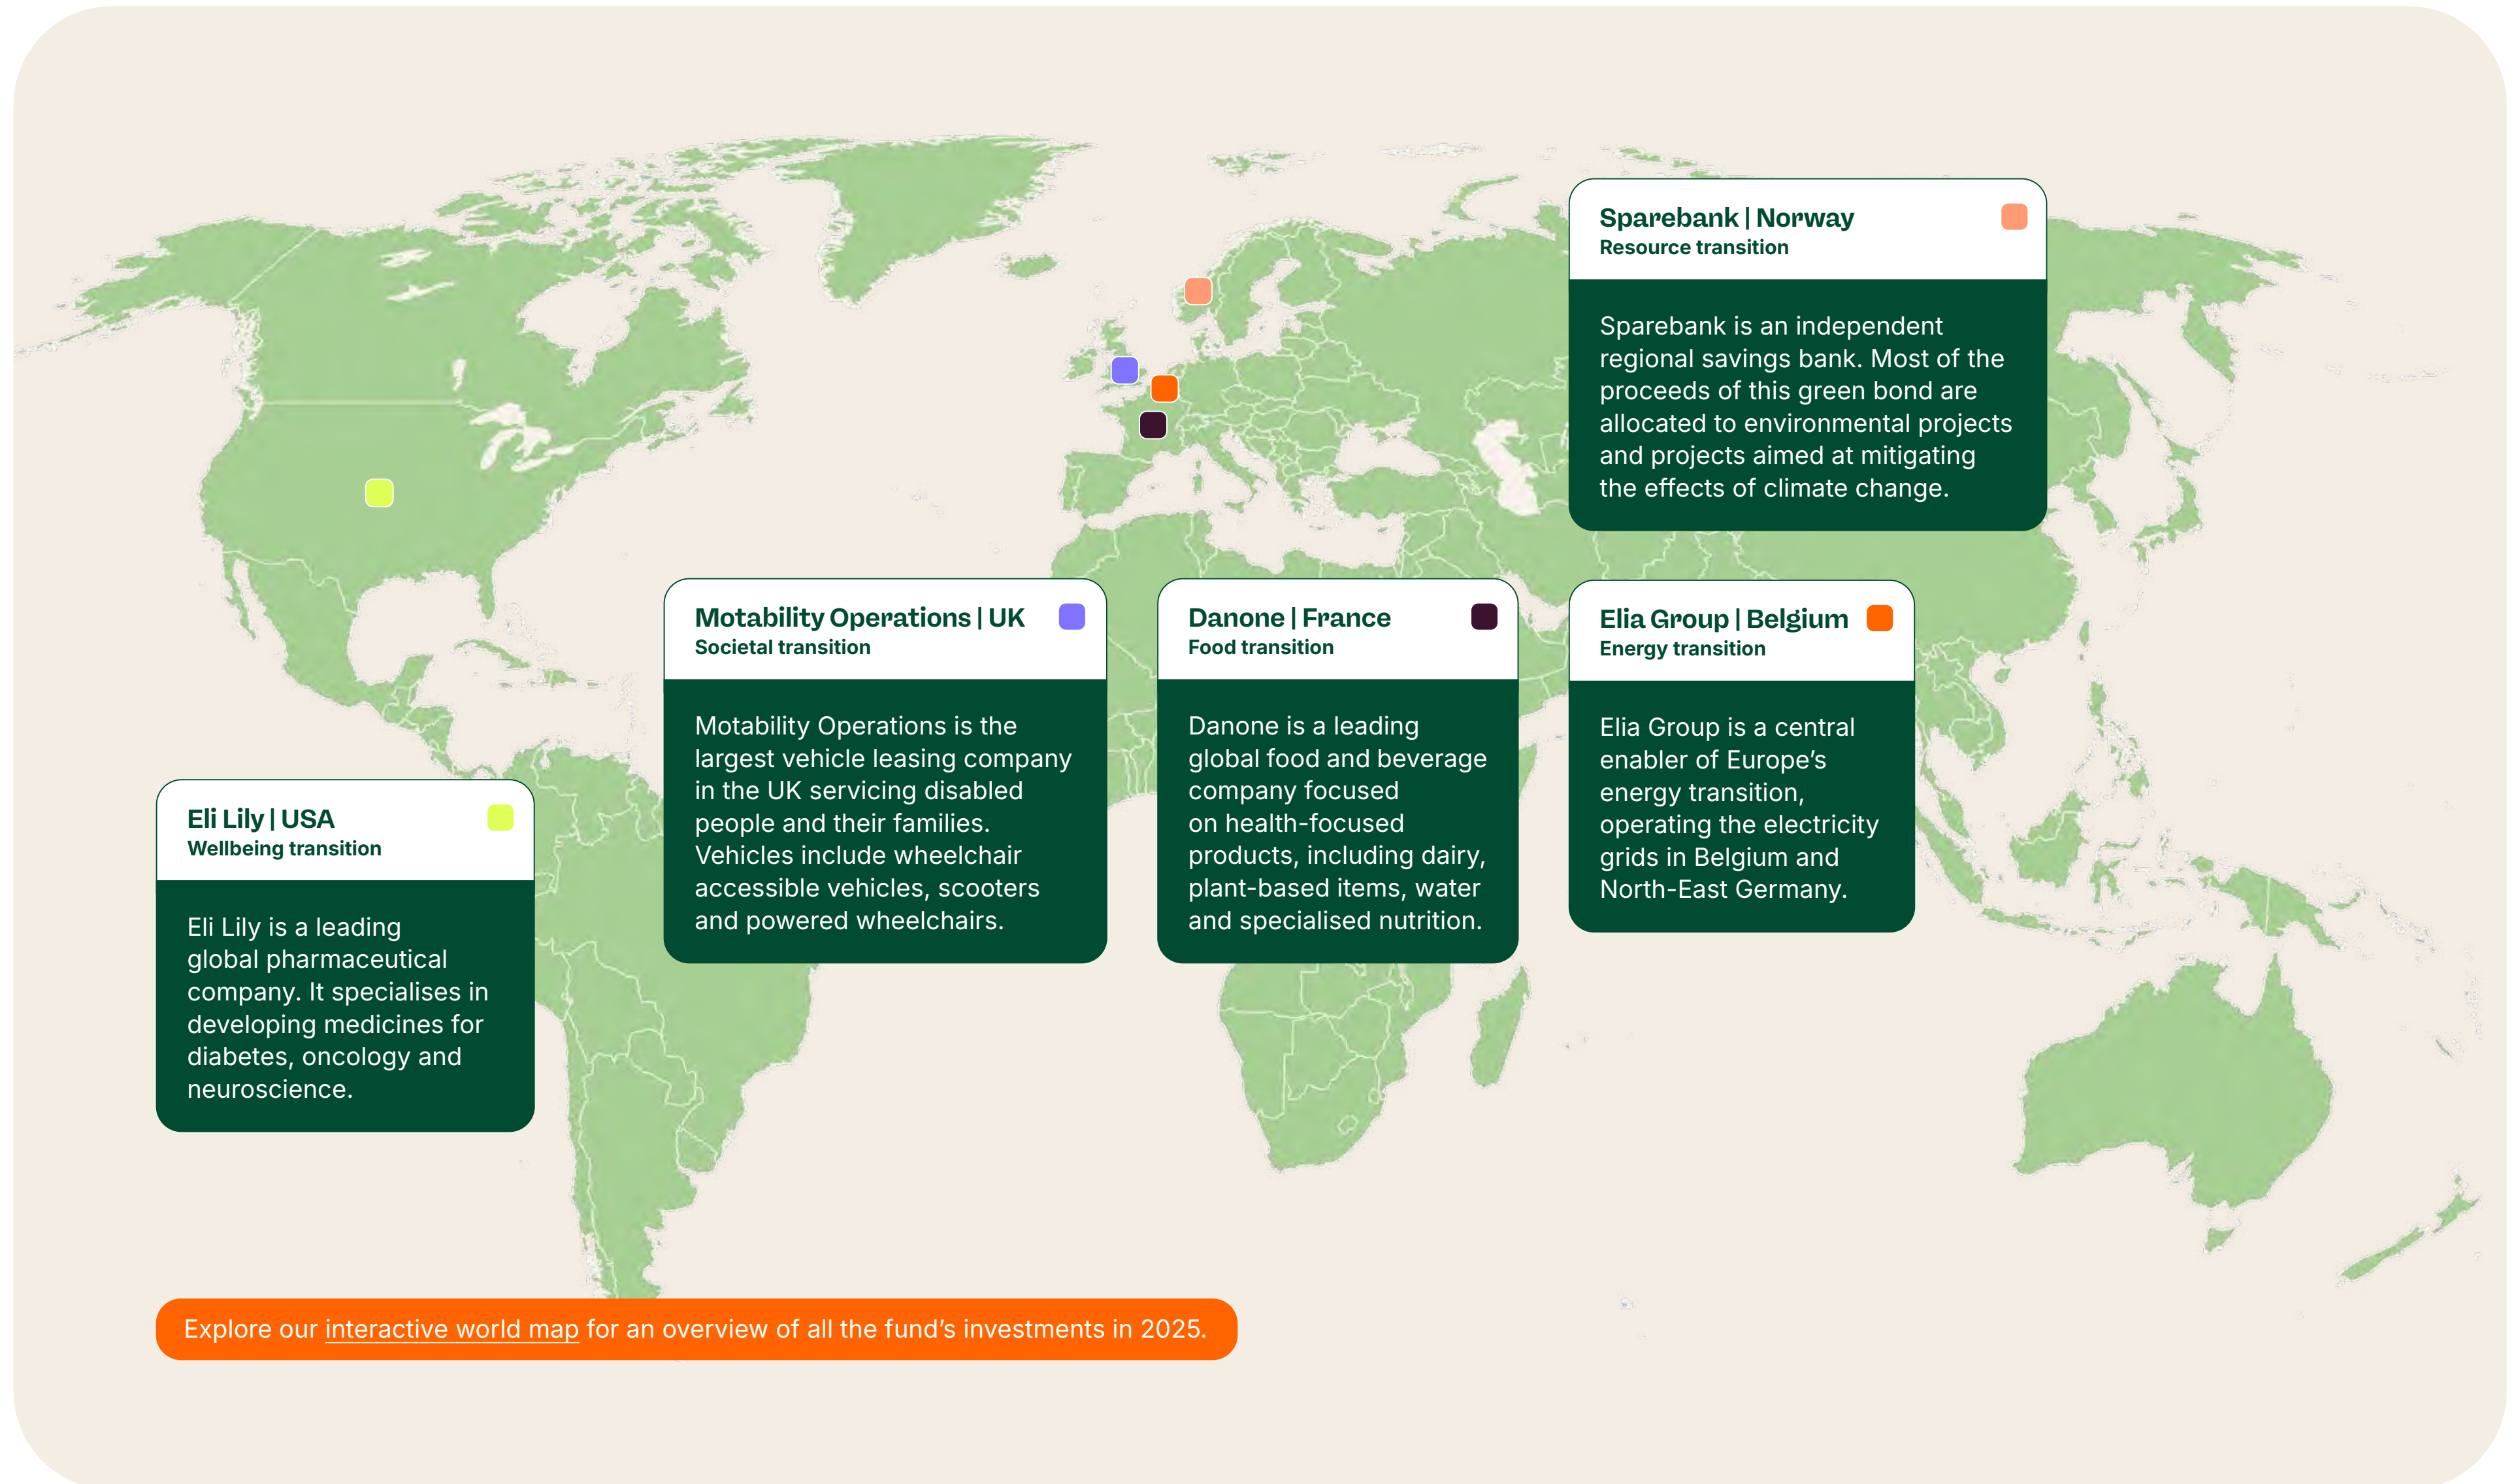 Sparebank | Norway
Resource transition
Sparebank is an independent
regional savings bank. Most of the
proceeds of this green bond are
allocated to environmental projects
and projects aimed at mitigating
the effects of climate change.
Motability Operations | UK
Societal transition
Motability Operations is the
largest vehicle leasing company
in the UK servicing disabled
people and their families.
Vehicles include wheelchair
accessible vehicles, scooters
and powered wheelchairs.
Danone | France
Food transition
Danone is a leading
global food and beverage
company focused
on health-focused
products, including dairy,
plant-based items, water
and specialised nutrition.
Elia Group | Belgium
Energy transition
Elia Group is a central
enabler of Europe’s
energy transition,
operating the electricity
grids in Belgium and
North-East Germany.
Eli Lily | USA
Wellbeing transition
Eli Lily is a leading
global pharmaceutical
company. It specialises in
developing medicines for
diabetes, oncology and
neuroscience.
Explore our interactive world map for an overview of all the fund’s investments in 2025.